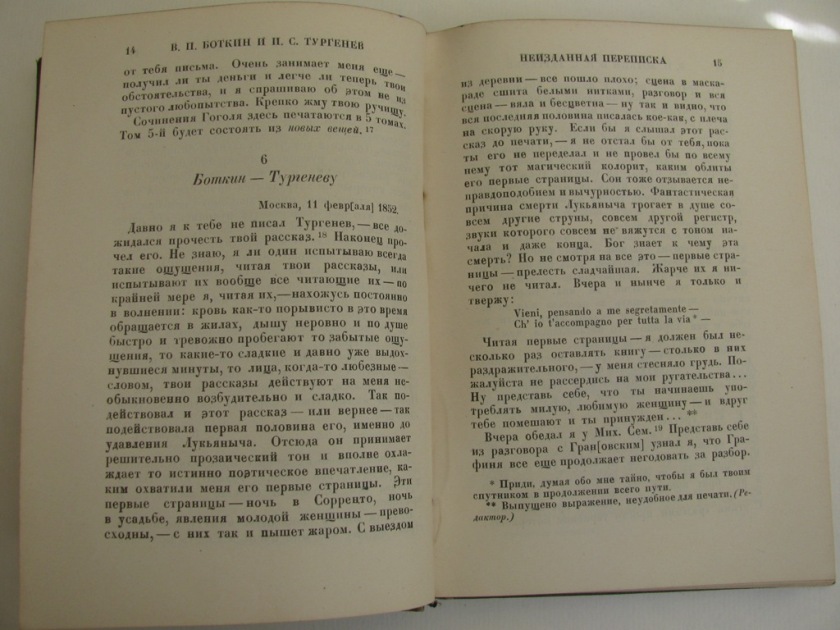 14 В. П. БОТКИН И И. С. ТУРГЕНЕВ
от тебя письма. Очень занимает меня еще —
получил ли ты деньги и легче ли теперь твои
обстоятельства, и я спрашиваю об этом не из
пустого любопытства. Крепко жму твою ручищу.
Сочинения Гоголя здесь печатаются в 5 томах.
Том 5-й будет состоять из новых вещей.17
6
Боткин — Тургеневу
Москва, 11 февр[аля] 1852.
Давно я к тебе не писал Тургенев, — все до-
жидался прочесть твой рассказ.18 Наконец про-
чел его. Не знаю, я ли один испытываю всегда
такие ощущения, читая твои рассказы, или
испытывают их вообще все читающие их — по
крайней мере я, читая их, — нахожусь постоянно
в волнении: кровь как-то порывисто в это время
обращается в жилах, дышу неровно и по душе
быстро и тревожно пробегают то забытые ощу-
щения, то какие-то сладкие и давно уже выдох-
нувшиеся минуты, то лица, когда-то любезные —
словом, твои рассказы действуют на меня не-
обыкновенно возбудительно и сладко. Так по-
действовал и этот рассказ — или вернее — так
подействовала первая половина его, именно до
удавления Лукьяныча. Отсюда он принимает
решительно прозаический тон и вполне охла-
ждает то истинно поэтическое впечатление, ка-
ким охватили меня его первые страницы. Эти
первые страницы — ночь в Сорренто, ночь
в усадьбе, явления молодой женщины — прево-
сходны, — с них так и пышет жаром. С выездом
НЕИЗДАННАЯ ПЕРЕПИСКА 15
из деревни — все пошло плохо; сцена в маска-
раде сшита белыми нитками, разговор и вся
сцена — вяла и бесцветна — ну так и видно, что
вся последняя половина писалась кое-как, с плеча
на скорую руку. Если бы я слышал этот рас-
сказ до печати, — я не отстал бы от тебя, пока
ты его не переделал и не провел бы по всему
нему тот магический колорит, каким облиты
его первые страницы. Сон тоже отзывается не-
правдоподобием и вычурностью. Фантастическая
причина смерти Лукьяныча трогает в душе со-
всем другие струны, совсем другой регистр,
звуки которого совсем не вяжутся с тоном на-
чала и даже конца. Бог знает к чему эта
смерть? Но не смотря на все это — первые стра-
ницы — прелесть сладчайшая. Жарче их я ни-
чего не читал. Вчера и нынче я только и
твержу:
Vieni, pensando a me segretamente —
Ch' io t'accompagno per tutta la via* —
Читая первые страницы — я должен был не-
сколько раз оставлять книгу — столько в них
раздражительного, — у меня стесняло грудь. По-
жалуйста не рассердись на мои ругательства...
Ну представь себе, что ты начинаешь упо-
треблять милую, любимую женщину — и вдруг
тебе помешают и ты принужден...**
Вчера обедал я у Мих. Сем.19 Представь себе
из разговора с Гран[овским] узнал я, что Гра-
финя все еще продолжает негодовать за разбор.
* Приди, думая обо мне тайно, чтобы я был твоим
спутником в продолжении всего пути.
** Выпущено выражение, неудобное для печати. (Ре-
дактор.)